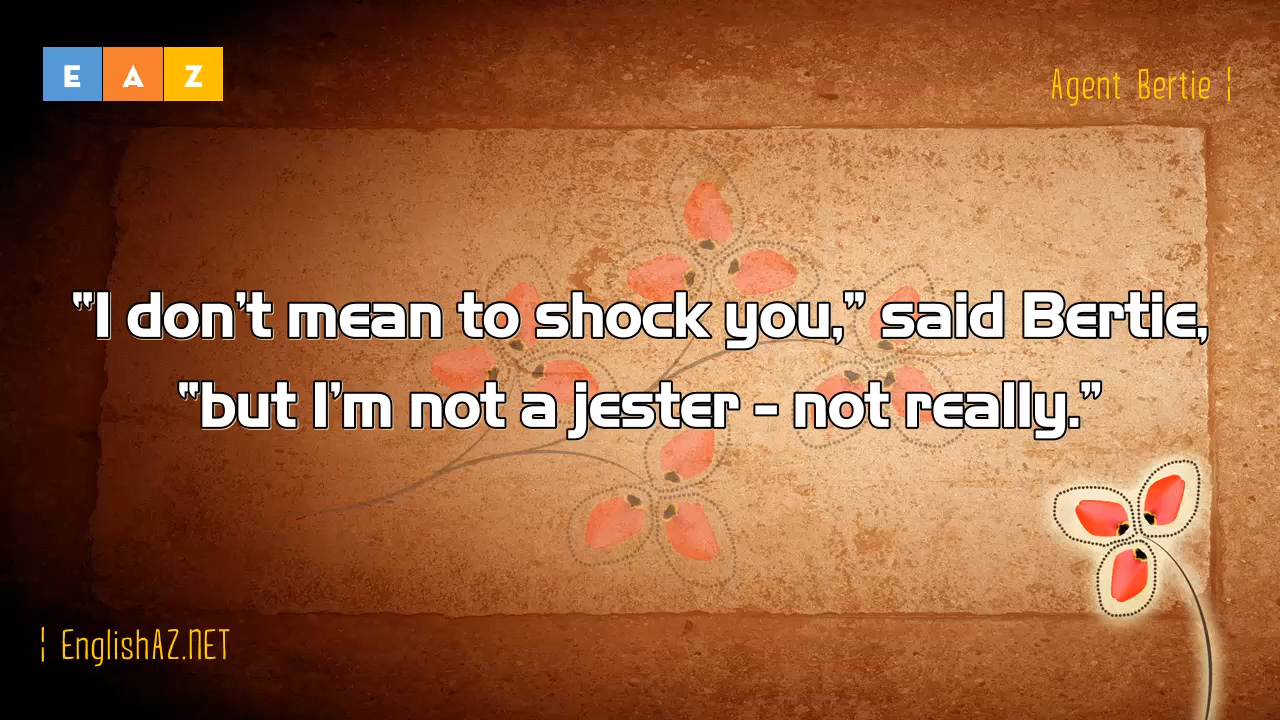 E A Z
Agent Bertie ¦
“I don’t mean to shock you,” said Bertie,
“but I’m not a jester - not really.”
¦ EnglishAZ.NET